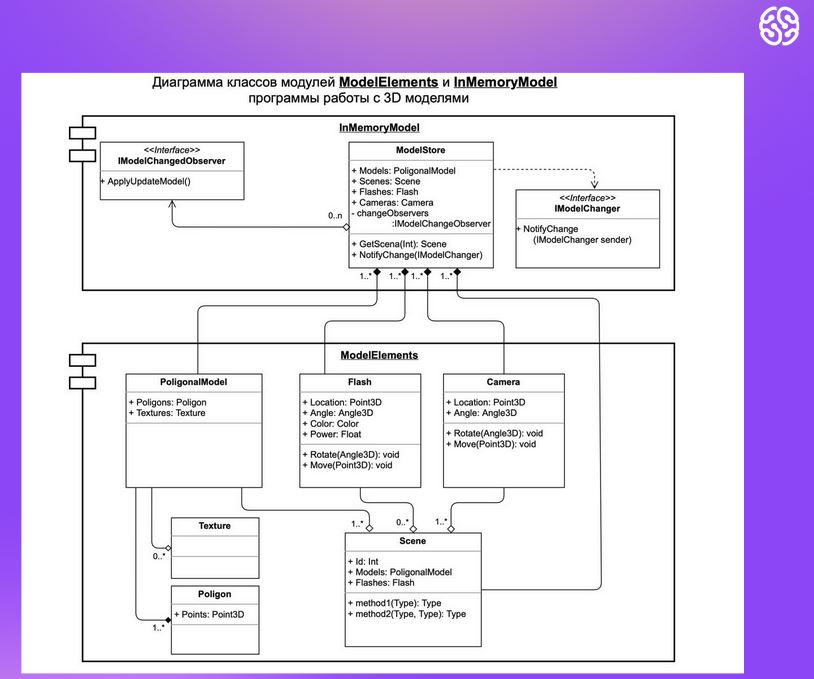 Диаграмма классов модулей ModelElements и InMemoryModel
программы работы с 3D моделями
InMemoryModel
<<Interface>>
IModelChangedObserver
+ ApplyUpdateModel()
ModelStore
+ Models: PoligonalModel
+ Scenes: Scene
+ Flashes: Flash
+ Cameras: Camera
- changeObservers
:IModelChangeObserver
+ GetScena(Int): Scene
+ NotifyChange(IModelChanger)
<<Interface>>
IModelChanger
+ NotifyChange
(IModelChanger sender)
0..n
1..*
1..*
1..*
1..*
ModelElements
PoligonalModel
+ Poligons: Poligon
+ Textures: Texture
Flash
+ Location: Point3D
+ Angle: Angle3D
+ Color: Color
+ Power: Float
+ Rotate(Angle3D): void
+ Move(Point3D): void
Camera
+ Location: Point3D
+ Angle: Angle3D
+ Rotate(Angle3D): void
+ Move(Point3D): void
Texture
0..*
Poligon
+ Points: Point3D
1..*
1..*
0..*
1..*
Scene
+ Id: Int
+ Models: PoligonalModel
+ Flashes: Flash
+ method1(Type): Type
+ method2(Type, Type): Type